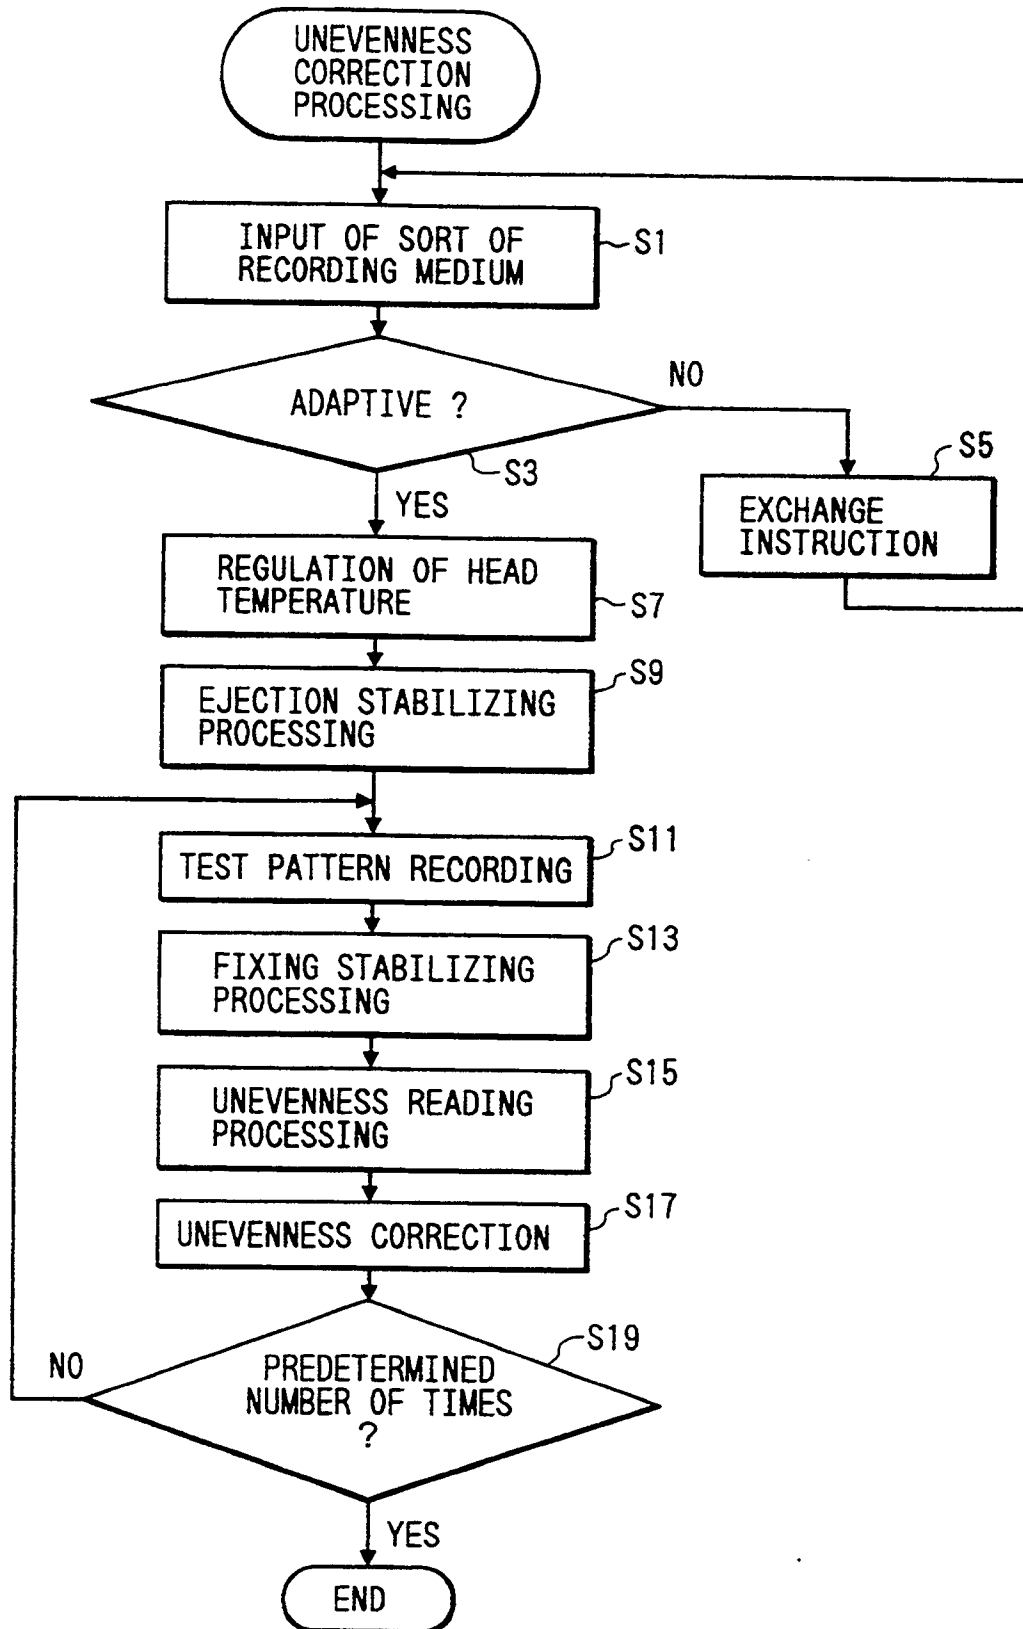 UNEVENNESS
CORRECTION
PROCESSING
INPUT OF SORT OF
RECORDING MEDIUM
S1
ADAPTIVE ?
S3
NO
YES
S5
EXCHANGE
INSTRUCTION
REGULATION OF HEAD
TEMPERATURE
S7
EJECTION STABILIZING
PROCESSING
S9
TEST PATTERN RECORDING
S11
FIXING STABILIZING
PROCESSING
S13
UNEVENNESS READING
PROCESSING
S15
UNEVENNESS CORRECTION
S17
PREDETERMINED
NUMBER OF TIMES
?
S19
NO
YES
END